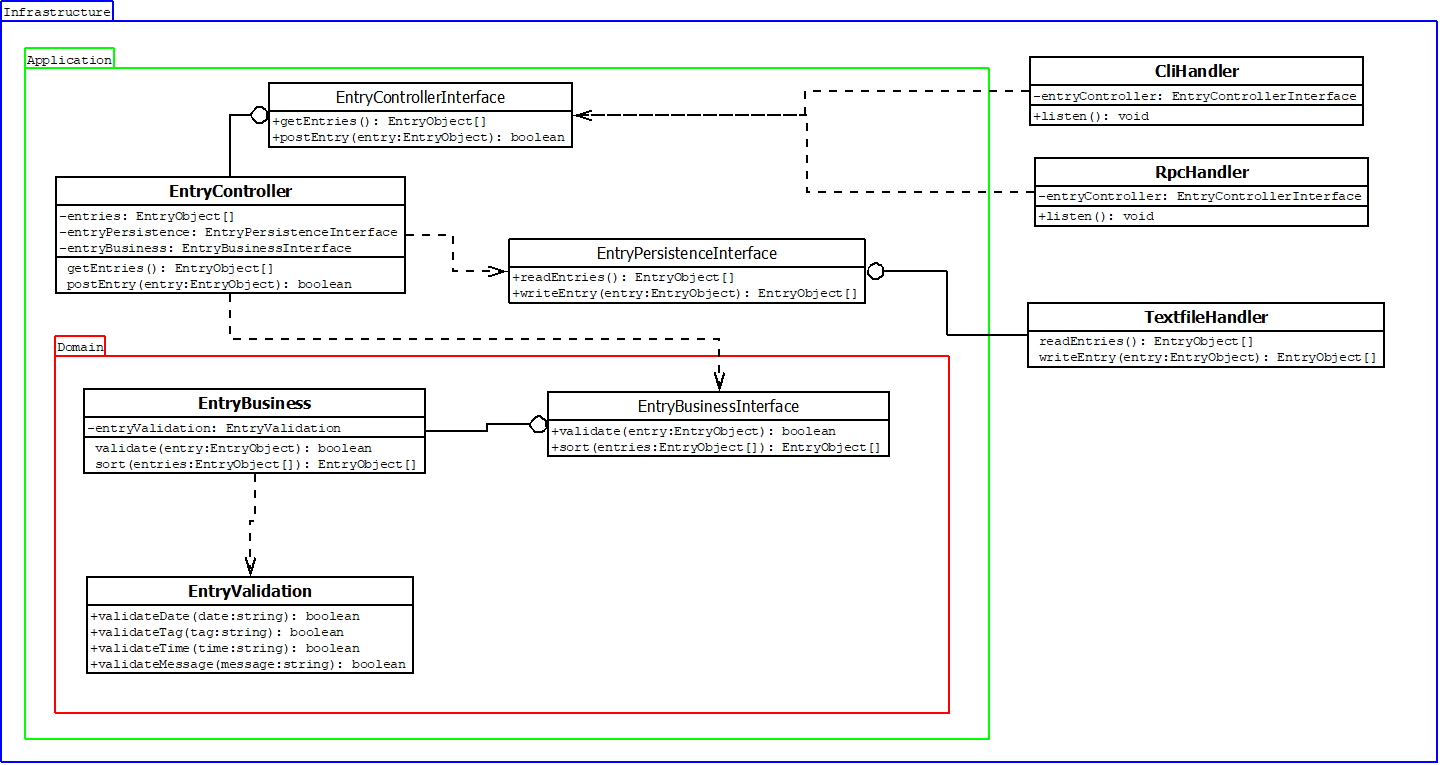 Infrastructure
Application
EntryControllerInterface
+getEntries(): EntryObject[]
+postEntry(entry:EntryObject): boolean
CliHandler
-entryController: EntryControllerInterface
+listen(): void
RpcHandler
-entryController: EntryControllerInterface
+listen(): void
EntryController
-entries: EntryObject[]
-entryPersistence: EntryPersistenceInterface
-entryBusiness: EntryBusinessInterface
getEntries(): EntryObject[]
postEntry(entry:EntryObject): boolean
EntryPersistenceInterface
+readEntries(): EntryObject[]
+writeEntry(entry:EntryObject): EntryObject[]
TextfileHandler
readEntries(): EntryObject[]
writeEntry(entry:EntryObject): EntryObject[]
Domain
EntryBusiness
-entryValidation: EntryValidation
validate(entry:EntryObject): boolean
sort(entries:EntryObject[]): EntryObject[]
EntryBusinessInterface
+validate(entry:EntryObject): boolean
+sort(entries:EntryObject[]): EntryObject[]
EntryValidation
+validateDate(date:string): boolean
+validateTag(tag:string): boolean
+validateTime(time:string): boolean
+validateMessage(message:string): boolean